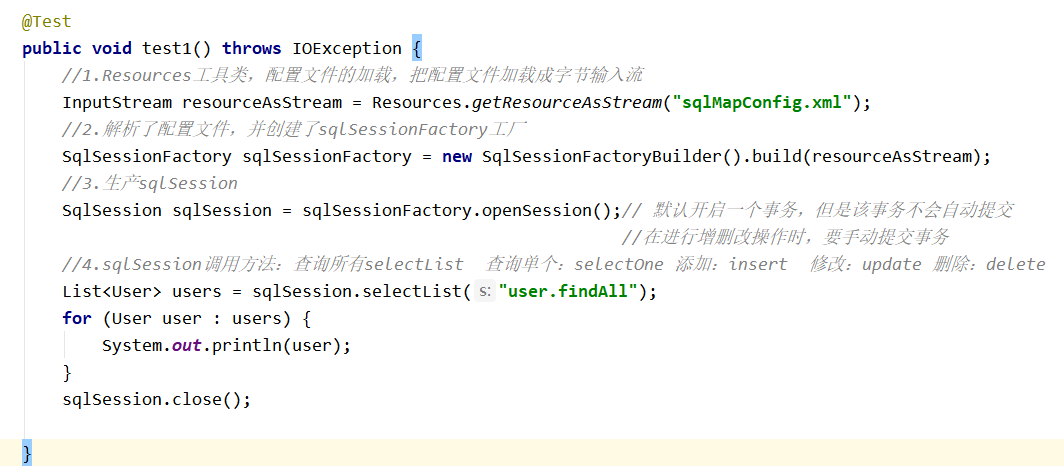 @Test
public void test1() throws IOException {
//1.Resources工具类，配置文件的加载，把配置文件加载成字节输入流
InputStream resourceAsStream = Resources.getResourceAsStream("sqlMapConfig.xml");
//2.解析了配置文件，并创建了sqlSessionFactory工厂
SqlSessionFactory sqlSessionFactory = new SqlSessionFactoryBuilder().build(resourceAsStream);
//3.生产sqlSession
SqlSession sqlSession = sqlSessionFactory.openSession();// 默认开启一个事务，但是该事务不会自动提交
//在进行增删改操作时，要手动提交事务
//4.sqlSession调用方法：查询所有selectList  查询单个：selectOne 添加：insert  修改：update 删除：delete
List<User> users = sqlSession.selectList( s: "user.findAll");
for (User user : users) {
System.out.println(user);
}
sqlSession.close();
}